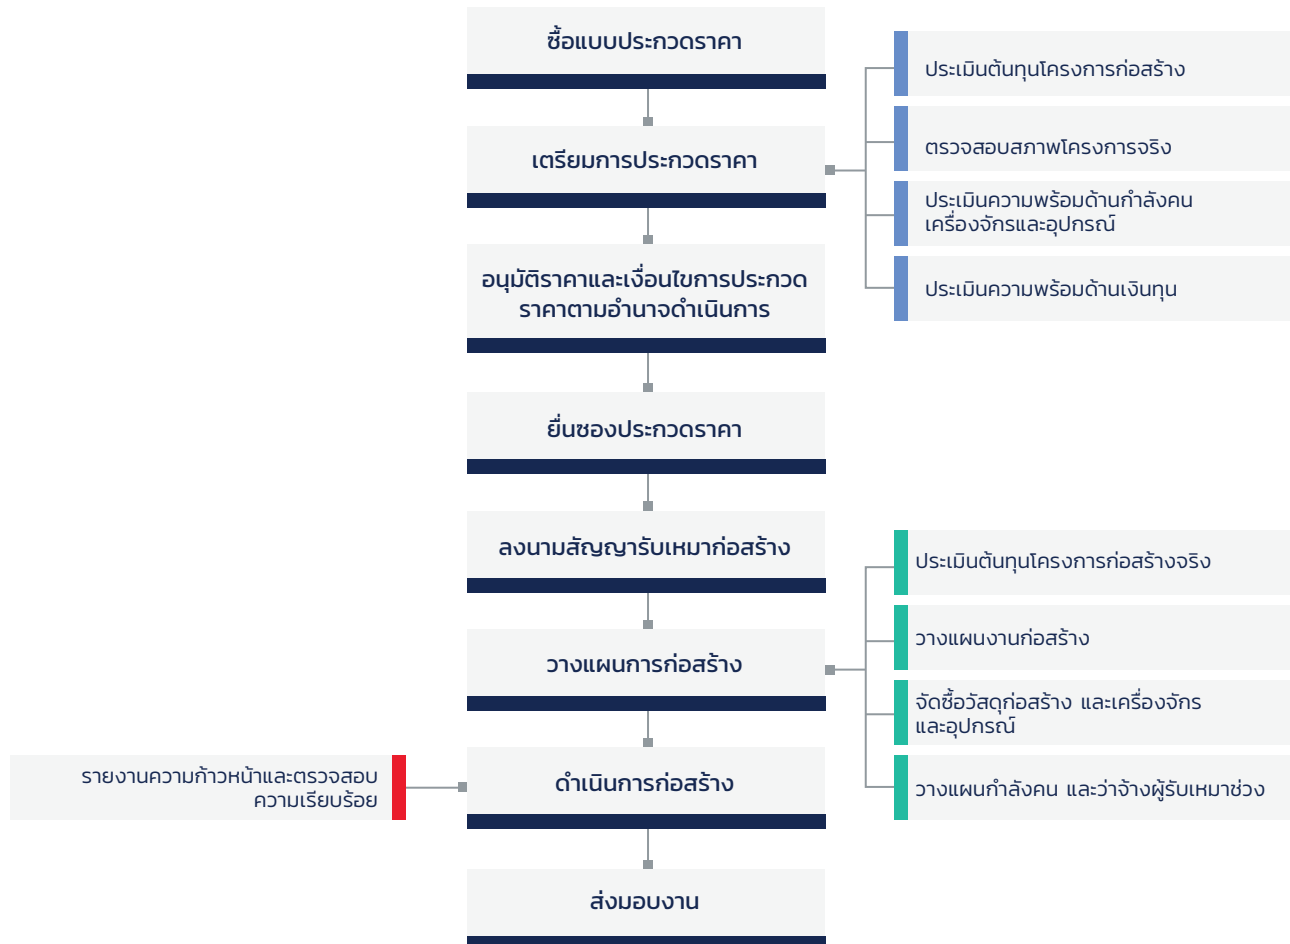 ซื้อแบบประกวดราคา
เตรียมการประกวดราคา
ประเมินต้นทุนโครงการก่อสร้าง
ตรวจสอบสภาพโครงการจริง
ประเมินความพร้อมด้านกำลังคน
เครื่องจักรและอุปกรณ์
ประเมินความพร้อมด้านเงินทุน
อนุมัติราคาและเงื่อนไขการประกวด
ราคาตามอำนาจดำเนินการ
ยื่นซองประกวดราคา
ลงนามสัญญารับเหมาก่อสร้าง
วางแผนการก่อสร้าง
ประเมินต้นทุนโครงการก่อสร้างจริง
วางแผนงานก่อสร้าง
จัดซื้อวัสดุก่อสร้าง และเครื่องจักร
และอุปกรณ์
วางแผนกำลังคน และว่าจ้างผู้รับเหมาช่วง
ดำเนินการก่อสร้าง
รายงานความก้าวหน้าและตรวจสอบ
ความเรียบร้อย
ส่งมอบงาน